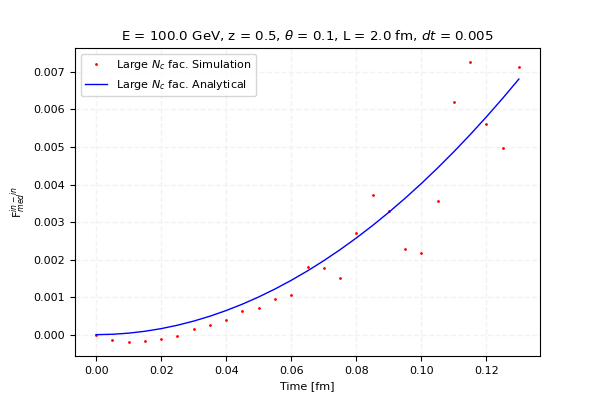 E = 100.0 GeV, z = 0.5, θ = 0.1, L = 2.0 fm, dt = 0.005
Large N_c fac. Simulation
Large N_c fac. Analytical
0.007
0.006
0.005
0.004
0.003
0.002
0.001
0.000
F_{med}^{in-in}
0.00 0.02 0.04 0.06 0.08 0.10 0.12
Time [fm]